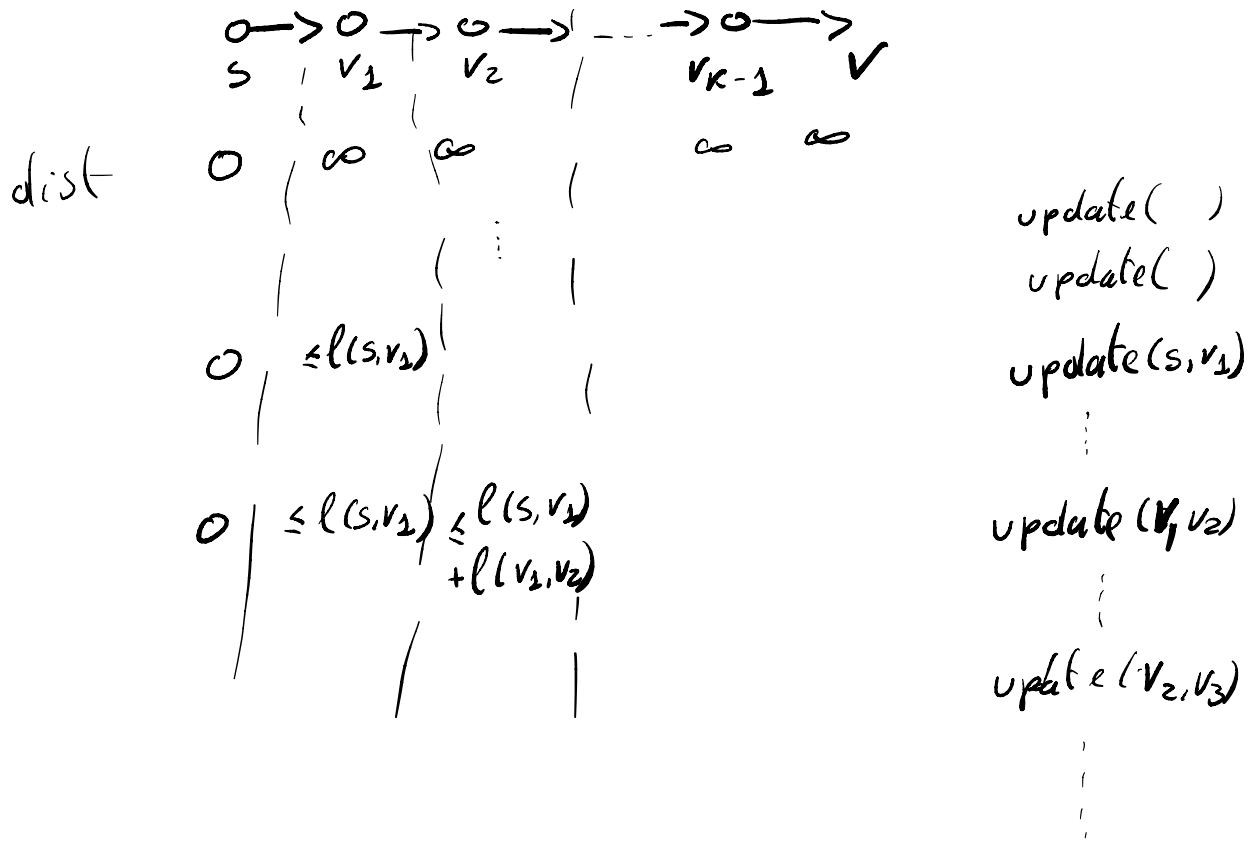 s v₁ v₂ vₖ₋₁ v
dist 0 ∞ ∞ ∞ ∞
update( )
update( )
0 ≤ℓ(s,v₁) update(s,v₁)
0 ≤ℓ(s,v₁) ≤ℓ(s,v₁) update(v₁,v₂)
+ℓ(v₁,v₂)
update(v₂,v₃)